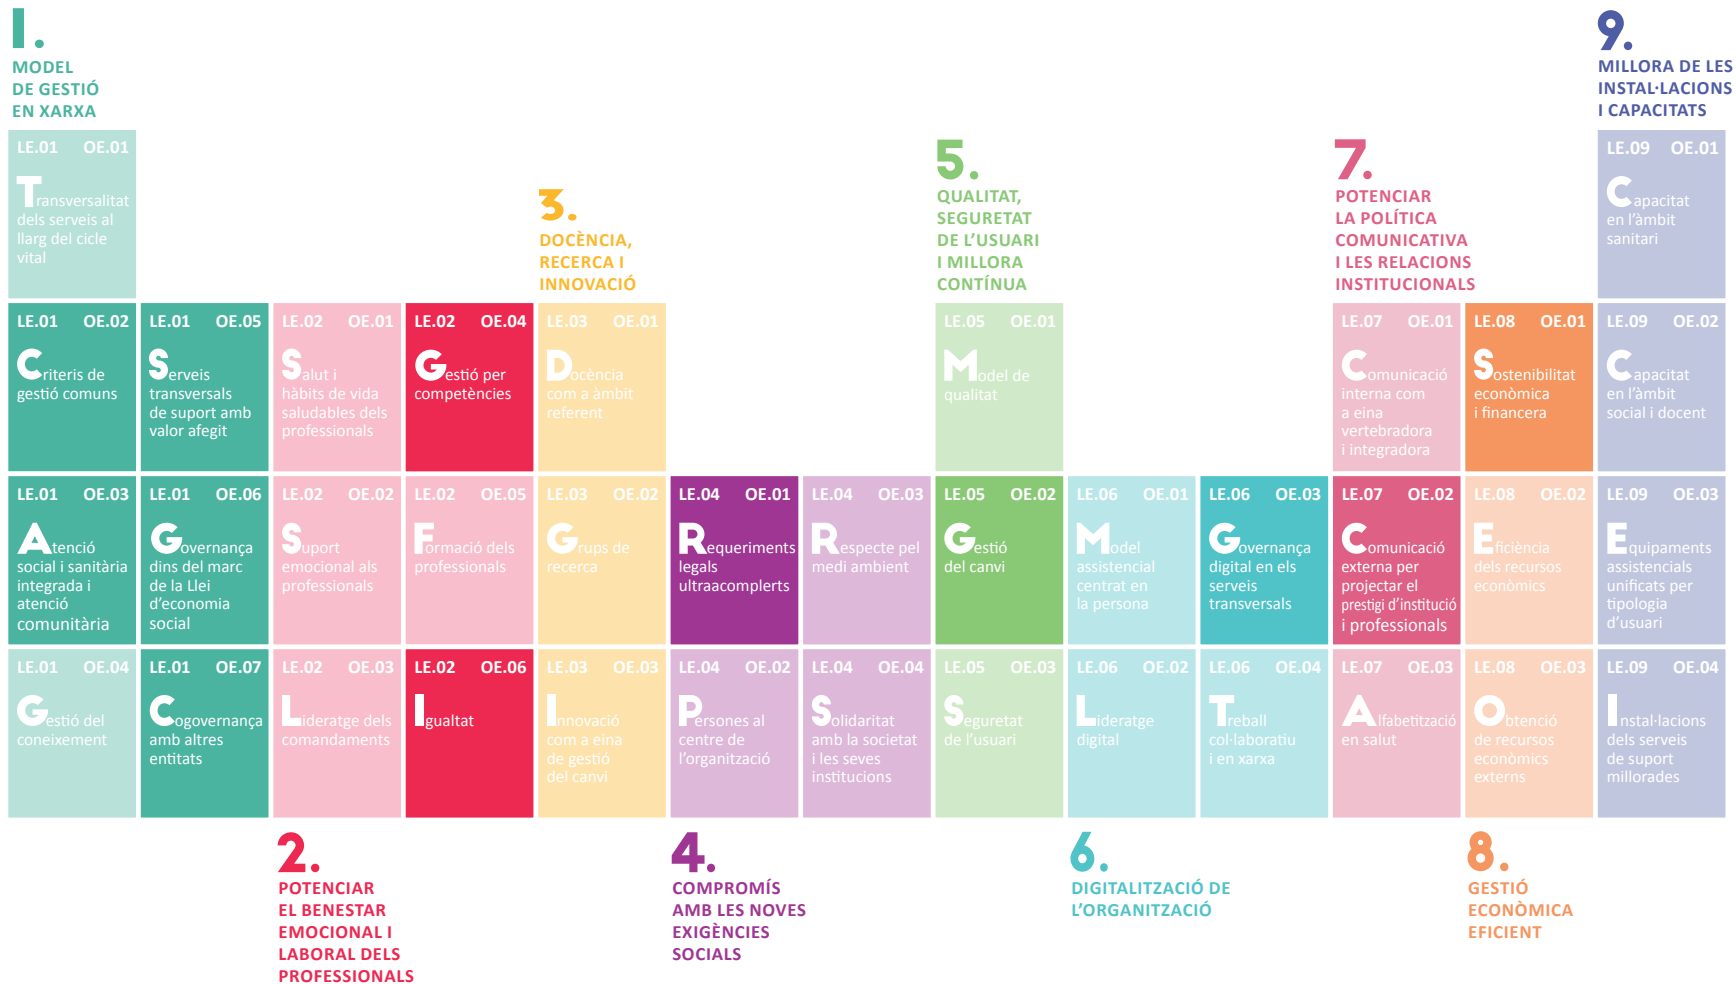 1.
MODEL
DE GESTIÓ
EN XARXA
LE.01 OE.01
Transversalitat
dels serveis al
llarg del cicle
vital
LE.01 OE.02
Criteris de
gestió comuns
LE.01 OE.03
Atenció
social i sanitària
integrada i
atenció
comunitària
LE.01 OE.04
Gestió del
coneixement
LE.01 OE.05
Serveis
transversals
de suport amb
valor afegit
LE.01 OE.06
Governança
dins del marc
de la Llei
d’economia
social
LE.01 OE.07
Cogovernança
amb altres
entitats
2.
POTENCIAR
EL BENESTAR
EMOCIONAL I
LABORAL DELS
PROFESSIONALS
LE.02 OE.01
Salut i
hàbits de vida
saludables dels
professionals
LE.02 OE.02
Suport
emocional als
professionals
LE.02 OE.03
Lideratge dels
comandaments
LE.02 OE.04
Gestió per
competències
LE.02 OE.05
Formació dels
professionals
LE.02 OE.06
Igualtat
3.
DOCÈNCIA,
RECERCA I
INNOVACIÓ
LE.03 OE.01
Docència
com a àmbit
referent
LE.03 OE.02
Grups de
recerca
LE.03 OE.03
Innovació
com a eina
de gestió
del canvi
4.
COMPROMÍS
AMB LES NOVES
EXIGÈNCIES
SOCIALS
LE.04 OE.01
Requeriments
legals
ultraacomplerts
LE.04 OE.02
Persones al
centre de
l’organització
LE.04 OE.03
Respecte pel
medi ambient
LE.04 OE.04
Solidaritat
amb la societat
i les seves
institucions
5.
QUALITAT,
SEGURETAT
DE L’USUARI
I MILLORA
CONTÍNUA
LE.05 OE.01
Model de
qualitat
LE.05 OE.02
Gestió
del canvi
LE.05 OE.03
Seguretat
de l’usuari
6.
DIGITALITZACIÓ DE
L’ORGANITZACIÓ
LE.06 OE.01
Model
assistencial
centrat en
la persona
LE.06 OE.02
Lideratge
digital
LE.06 OE.03
Governança
digital en els
serveis
transversals
LE.06 OE.04
Treball
col·laboratiu
i en xarxa
7.
POTENCIAR
LA POLÍTICA
COMUNICATIVA
I LES RELACIONS
INSTITUCIONALS
LE.07 OE.01
Comunicació
interna com
a eina
vertebradora
i integradora
LE.07 OE.02
Comunicació
externa per
projectar el
prestigi d’institució
i professionals
LE.07 OE.03
Alfabetització
en salut
8.
GESTIÓ
ECONÒMICA
EFICIENT
LE.08 OE.01
Sostenibilitat
econòmica
i financera
LE.08 OE.02
Eficiència
dels recursos
econòmics
LE.08 OE.03
Obtenció
de recursos
econòmics
externs
9.
MILLORA DE LES
INSTAL·LACIONS
I CAPACITATS
LE.09 OE.01
Capacitat
en l’àmbit
sanitari
LE.09 OE.02
Capacitat
en l’àmbit
social i docent
LE.09 OE.03
Equipaments
assistencials
unificats per
tipologia
d’usuari
LE.09 OE.04
Instal·lacions
dels serveis
de suport
millorades